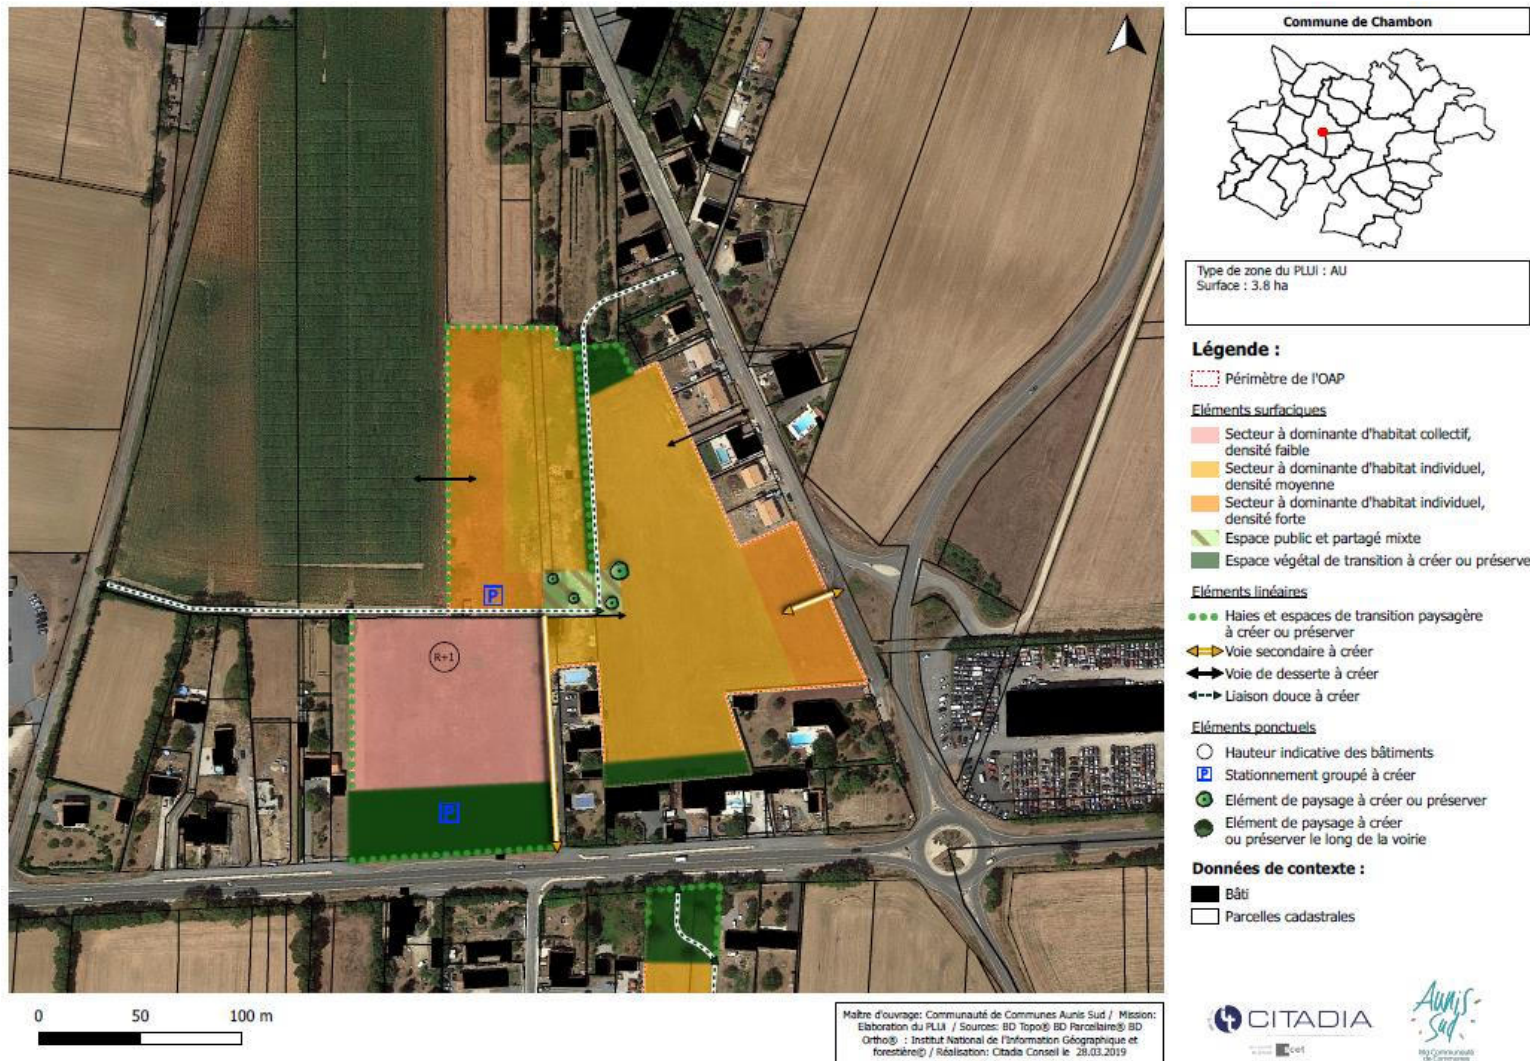 Commune de Chambon
Type de zone du PLUi : AU
Surface : 3.8 ha
Légende :
Périmètre de l'OAP
Eléments surfaciques
Secteur à dominante d'habitat collectif,
densité faible
Secteur à dominante d'habitat individuel,
densité moyenne
Secteur à dominante d'habitat individuel,
densité forte
Espace public et partagé mixte
Espace végétal de transition à créer ou préserve
Eléments linéaires
Haies et espaces de transition paysagère
à créer ou préserver
Voie secondaire à créer
Voie de desserte à créer
Liaison douce à créer
Eléments ponctuels
Hauteur indicative des bâtiments
P Stationnement groupé à créer
Elément de paysage à créer ou préserver
Elément de paysage à créer
ou préserver le long de la voirie
Données de contexte :
Bâti
Parcelles cadastrales
P
R+1
P
0 50 100 m
Maître d'ouvrage: Communauté de Communes Aunis Sud / Mission:
Elaboration du PLUi / Sources: BD Topo® BD Parcellaire® BD
Ortho® : Institut National de l'Information Géographique et
forestière© / Réalisation: Citadia Conseil le 28.03.2019
CITADIA
Aunis
Sud
Ma Communauté
de Communes